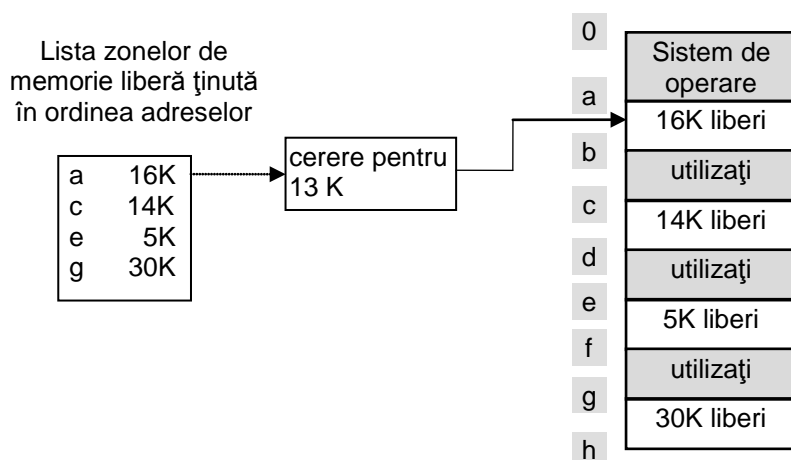 Lista zonelor de
memorie liberă ţinută
în ordinea adreselor
a 16K
c 14K
e 5K
g 30K
cerere pentru
13 K
0
a
b
c
d
e
f
g
h
Sistem de
operare
16K liberi
utilizaţi
14K liberi
utilizaţi
5K liberi
utilizaţi
30K liberi